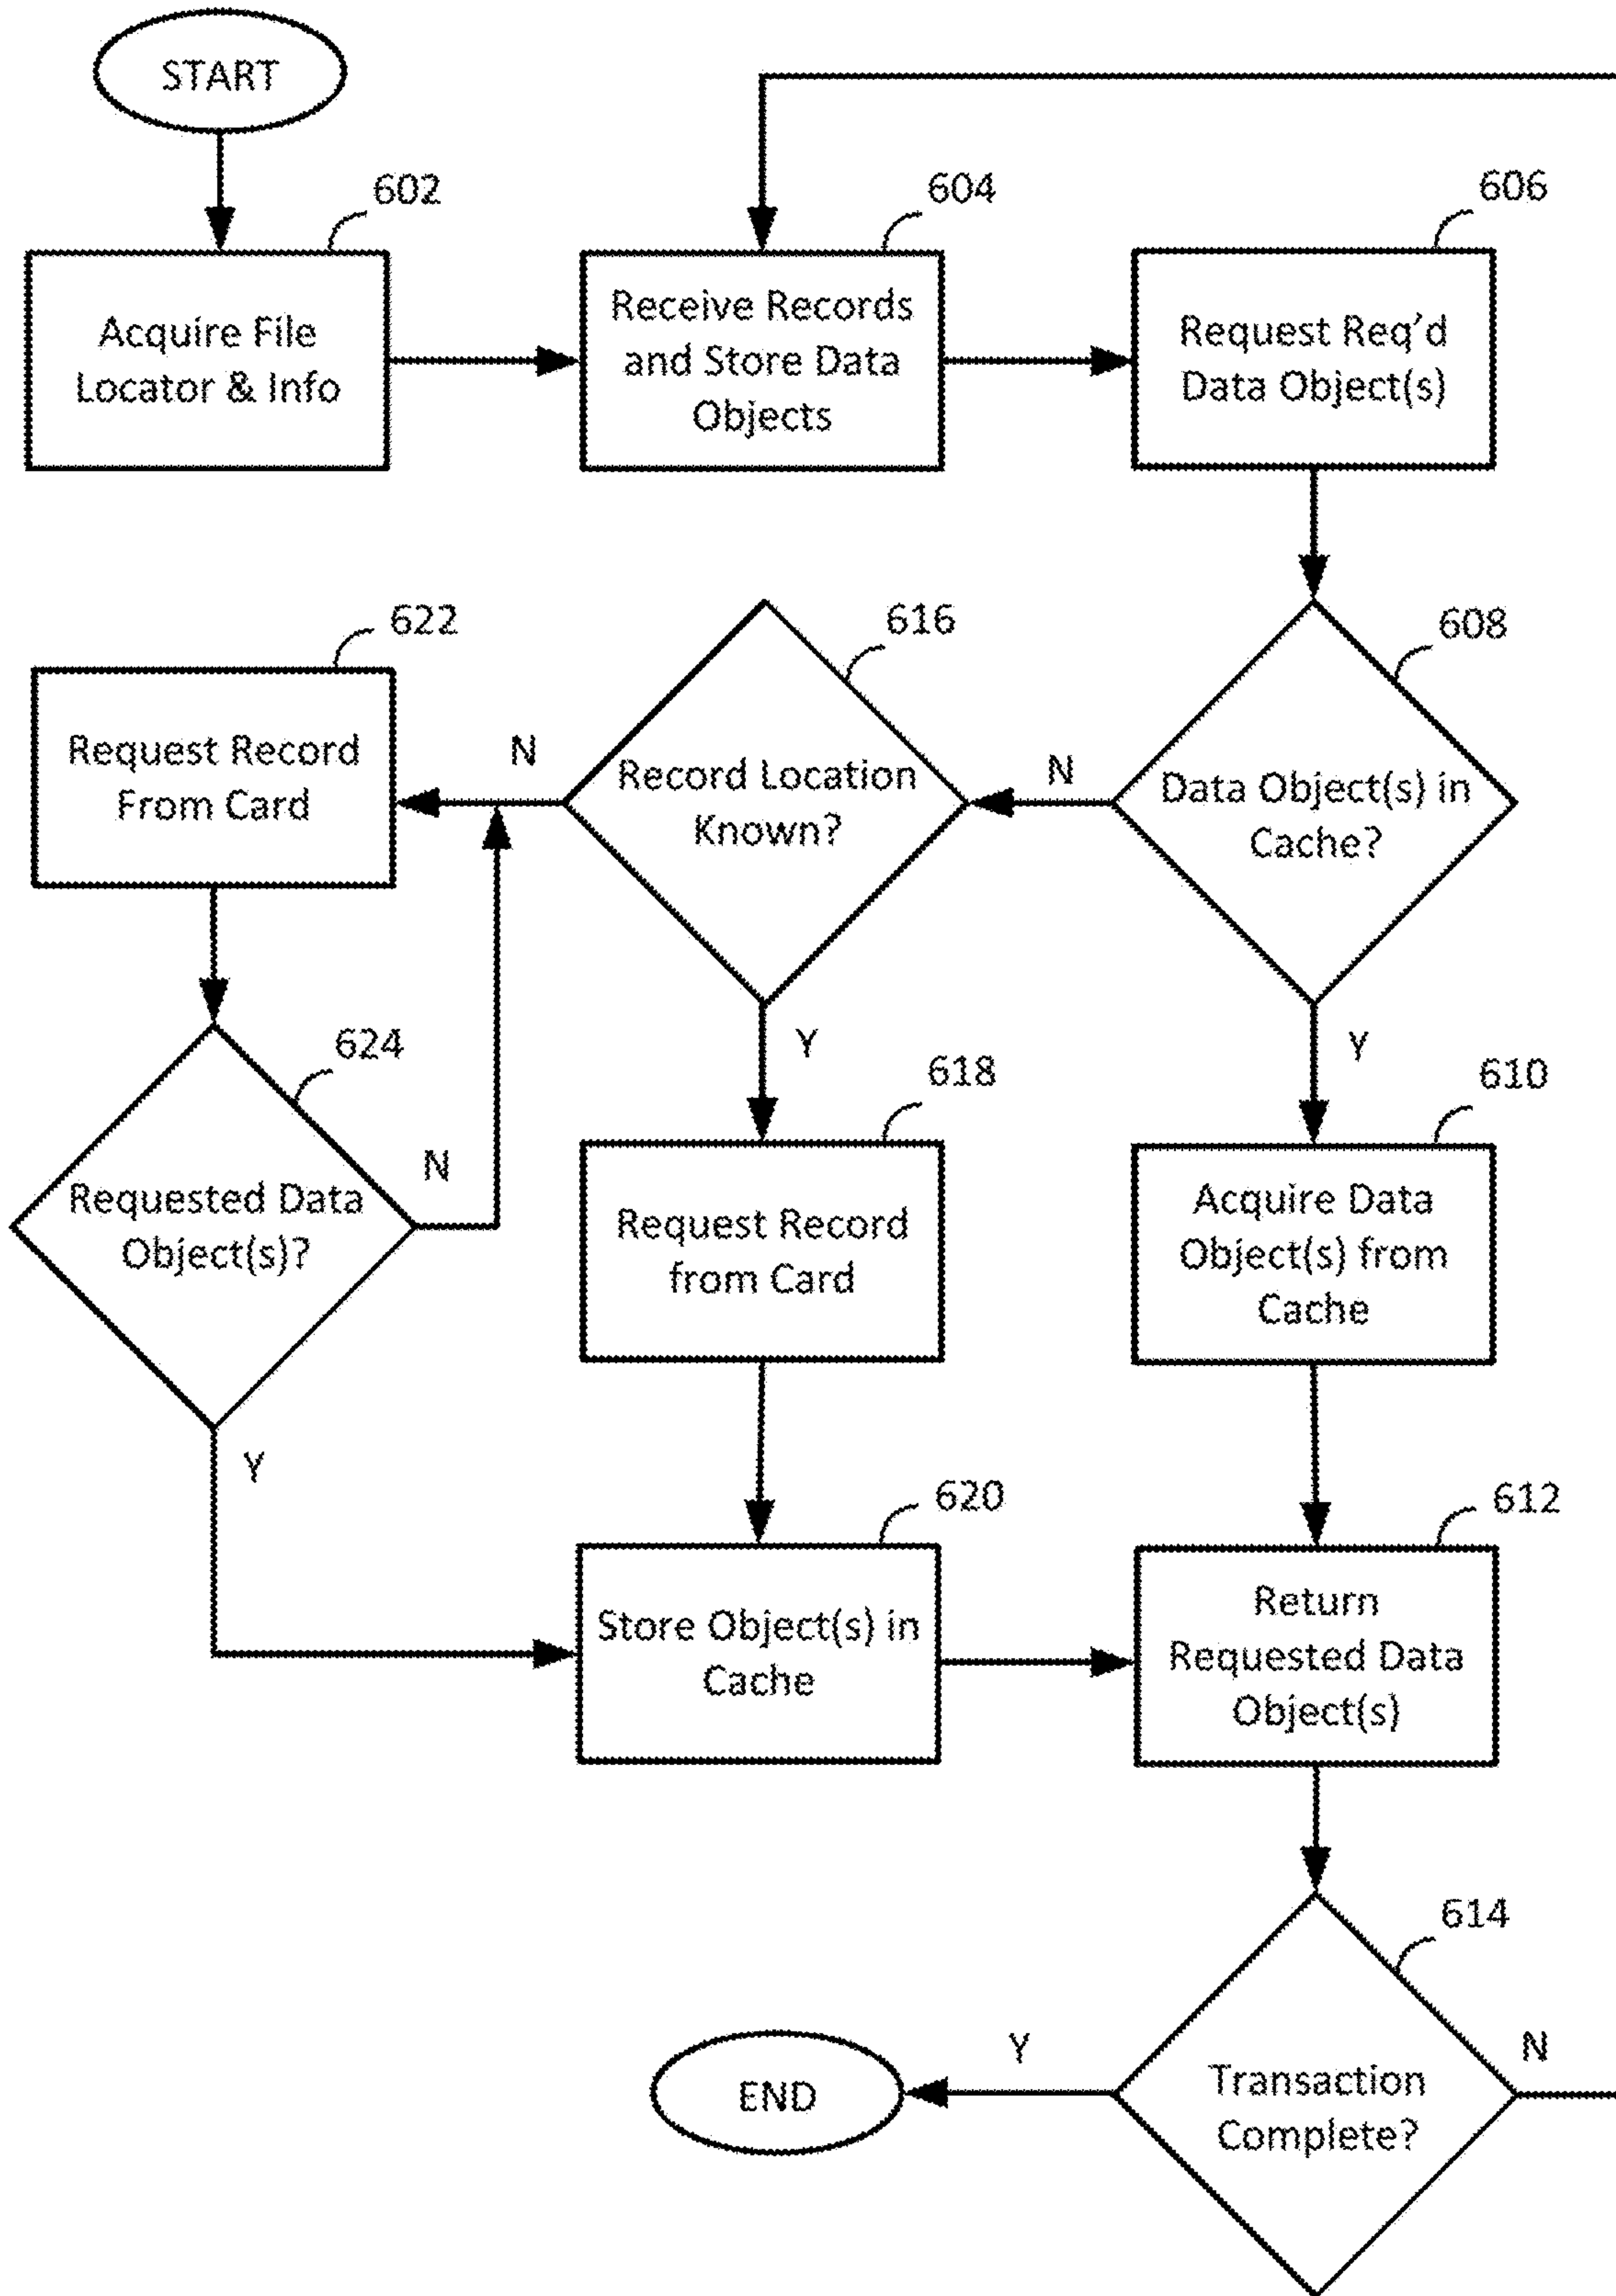 START
602
604
606
Acquire File
Locator & Info
Receive Records
and Store Data
Objects
Request Req'd
Data Object(s)
622
616
608
Request Record
From Card
N
Record Location
Known?
N
Data Object(s) in
Cache?
624
Y
618
Y
610
Requested Data
Object(s)?
N
Request Record
from Card
Acquire Data
Object(s) from
Cache
Y
620
612
Store Object(s) in
Cache
Return
Requested Data
Object(s)
614
END
Y
Transaction
Complete?
N